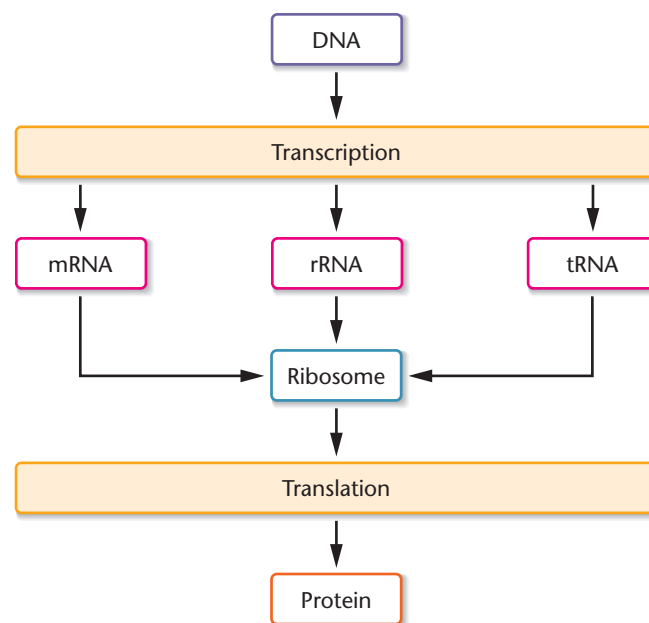 DNA
Transcription
mRNA
rRNA
tRNA
Ribosome
Translation
Protein